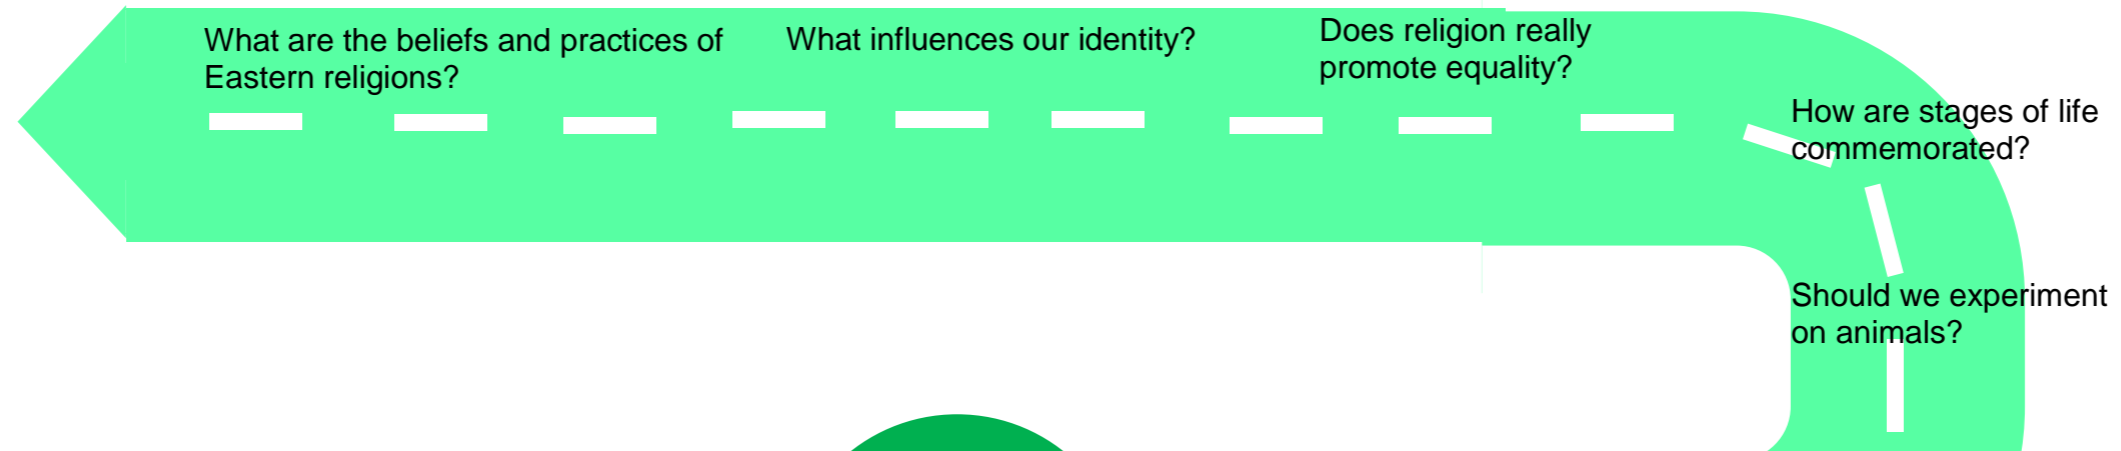 What are the beliefs and practices of
Eastern religions?
What influences our identity?
Does religion really
promote equality?
How are stages of life
commemorated?
Should we experiment
on animals?